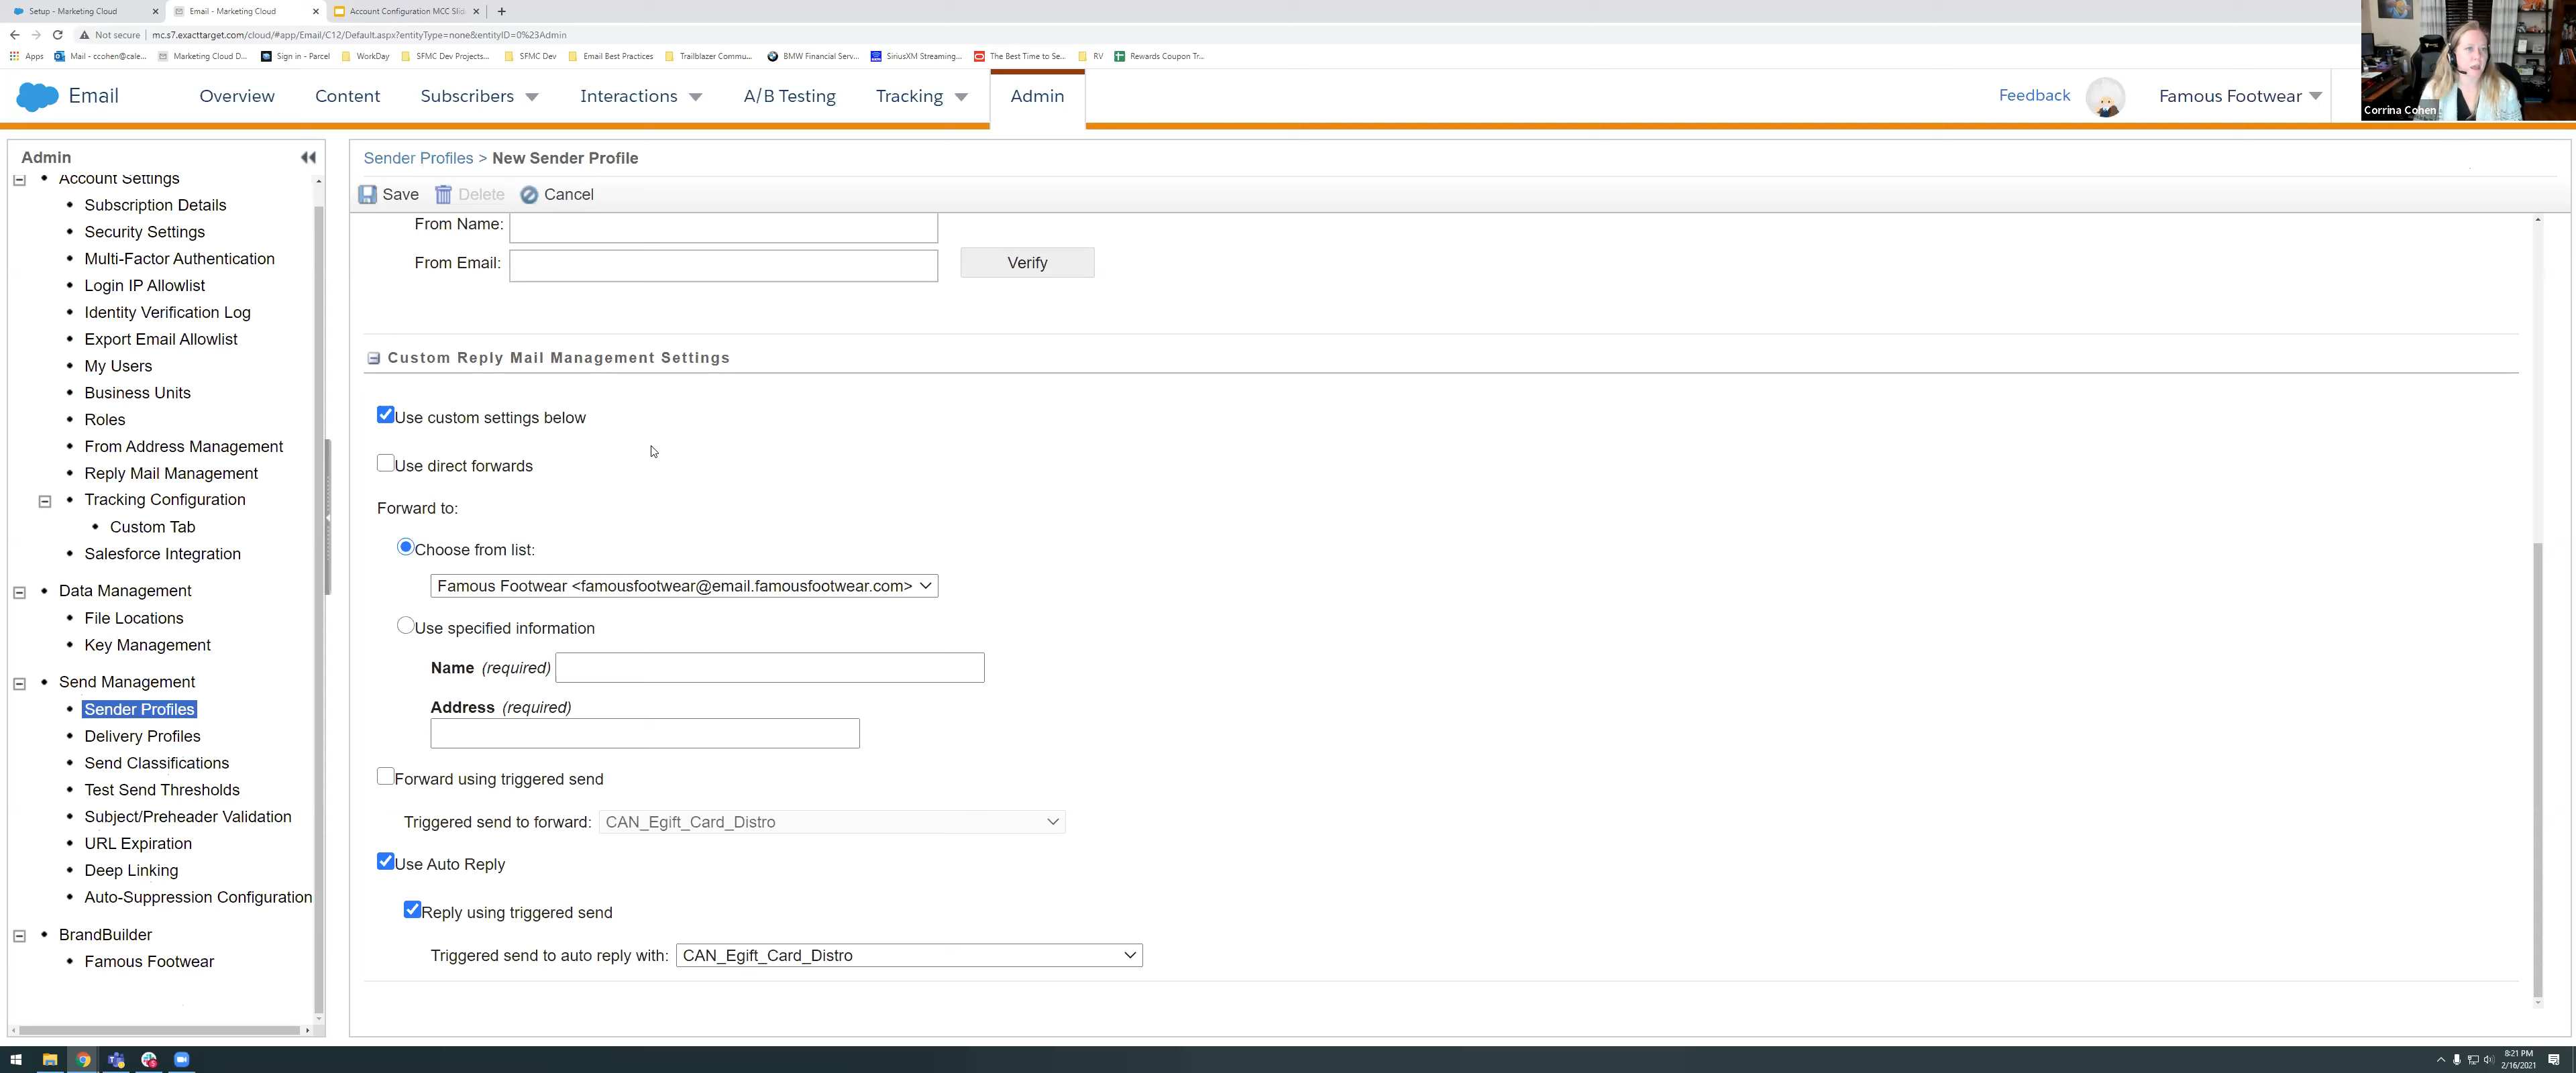 Setup - Marketing Cloud
Email - Marketing Cloud
Account Configuration MCC Slid
Not secure | mc.s7.exacttarget.com/cloud/#app/Email/C12/Default.aspx?entityType=none&entityID=0%23Admin
Apps Mail - ccohen@cale... Marketing Cloud D... Sign in - Parcel WorkDay SFMC Dev Projects... SFMC Dev Email Best Practices Trailblazer Commu... BMW Financial Serv... SiriusXM Streaming... The Best Time to Se... RV Rewards Coupon Tr...
Email Overview Content Subscribers Interactions A/B Testing Tracking Admin Feedback Famous Footwear
Corrina Cohen
Admin
Account Settings
Subscription Details
Security Settings
Multi-Factor Authentication
Login IP Allowlist
Identity Verification Log
Export Email Allowlist
My Users
Business Units
Roles
From Address Management
Reply Mail Management
Tracking Configuration
Custom Tab
Salesforce Integration
Data Management
File Locations
Key Management
Send Management
Sender Profiles
Delivery Profiles
Send Classifications
Test Send Thresholds
Subject/Preheader Validation
URL Expiration
Deep Linking
Auto-Suppression Configuration
BrandBuilder
Famous Footwear
Sender Profiles > New Sender Profile
Save Delete Cancel
From Name:
From Email: Verify
Custom Reply Mail Management Settings
Use custom settings below
Use direct forwards
Forward to:
Choose from list:
Famous Footwear <famousfootwear@email.famousfootwear.com>
Use specified information
Name (required)
Address (required)
Forward using triggered send
Triggered send to forward: CAN_Egift_Card_Distro
Use Auto Reply
Reply using triggered send
Triggered send to auto reply with: CAN_Egift_Card_Distro
8:21 PM
2/16/2021